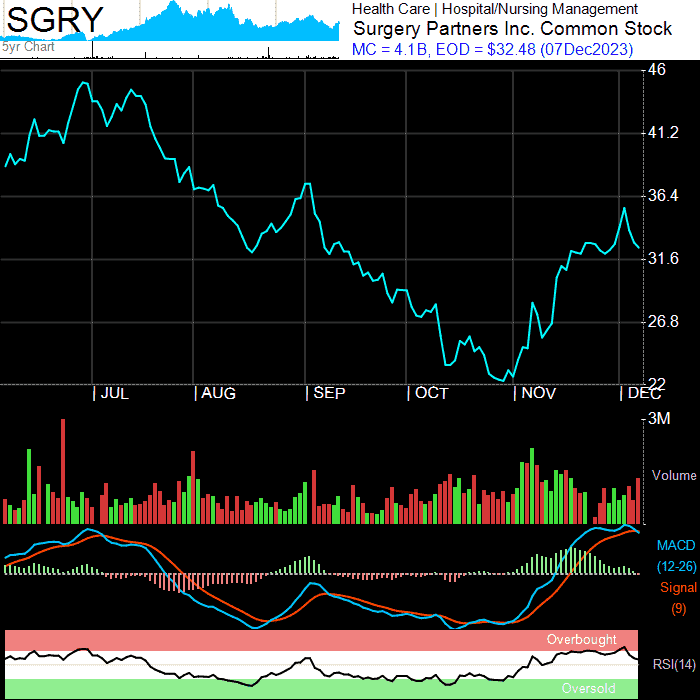 SGRY
5yr Chart
Health Care | Hospital/Nursing Management
Surgery Partners Inc. Common Stock
MC = 4.1B, EOD = $32.48 (07Dec2023)
46
41.2
36.4
31.6
26.8
22
JUL
AUG
SEP
OCT
NOV
DEC
3M
Volume
MACD
(12-26)
Signal
(9)
Overbought
RSI(14)
Oversold